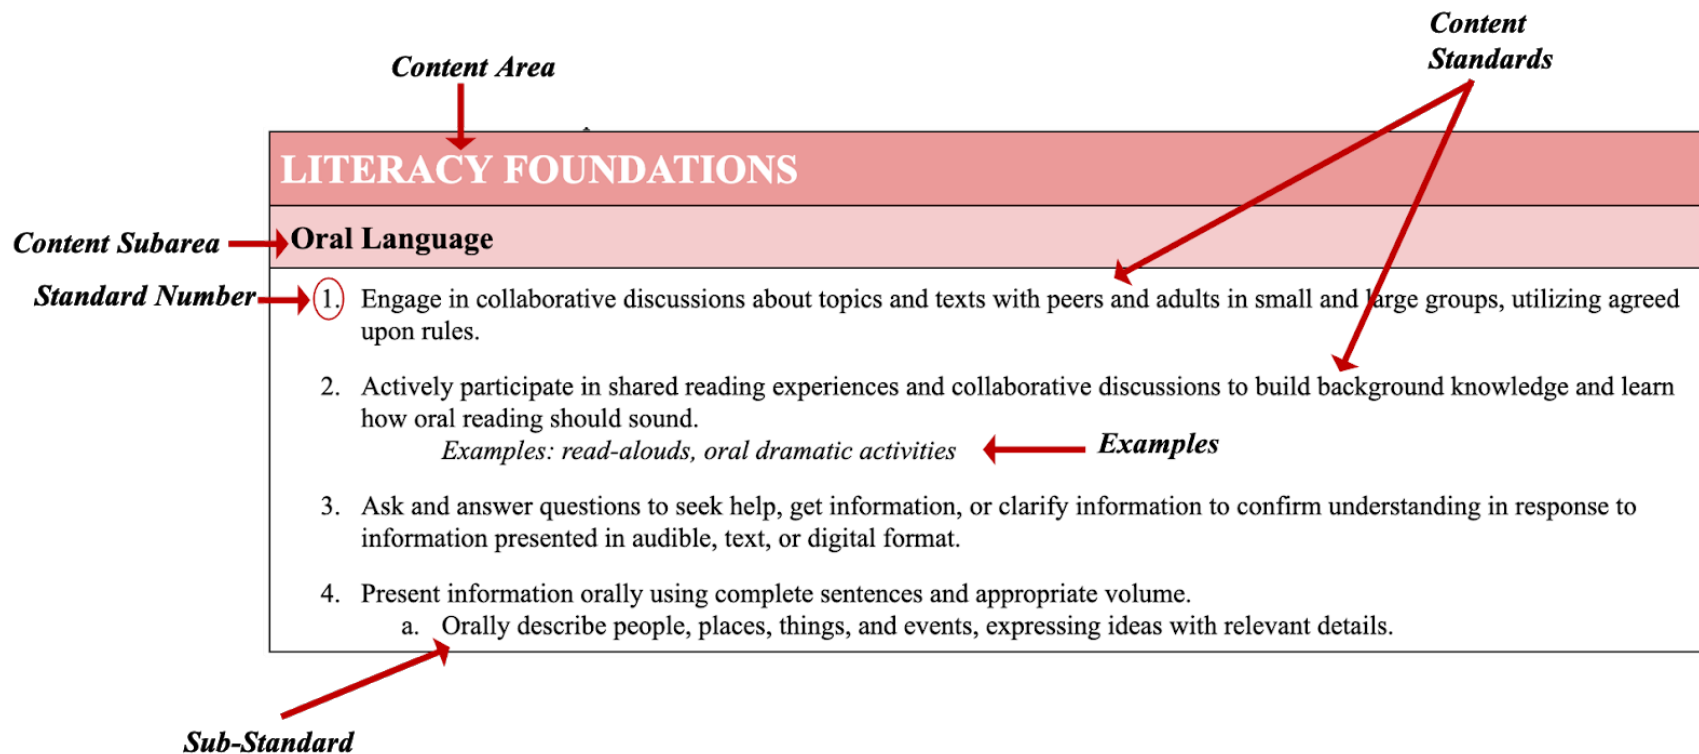 Content
Standards
Content Area
LITERACY FOUNDATIONS
Content Subarea
Oral Language
Standard Number
1. Engage in collaborative discussions about topics and texts with peers and adults in small and large groups, utilizing agreed
upon rules.
2. Actively participate in shared reading experiences and collaborative discussions to build background knowledge and learn
how oral reading should sound.
Examples: read-alouds, oral dramatic activities
Examples
3. Ask and answer questions to seek help, get information, or clarify information to confirm understanding in response to
information presented in audible, text, or digital format.
4. Present information orally using complete sentences and appropriate volume.
a. Orally describe people, places, things, and events, expressing ideas with relevant details.
Sub-Standard